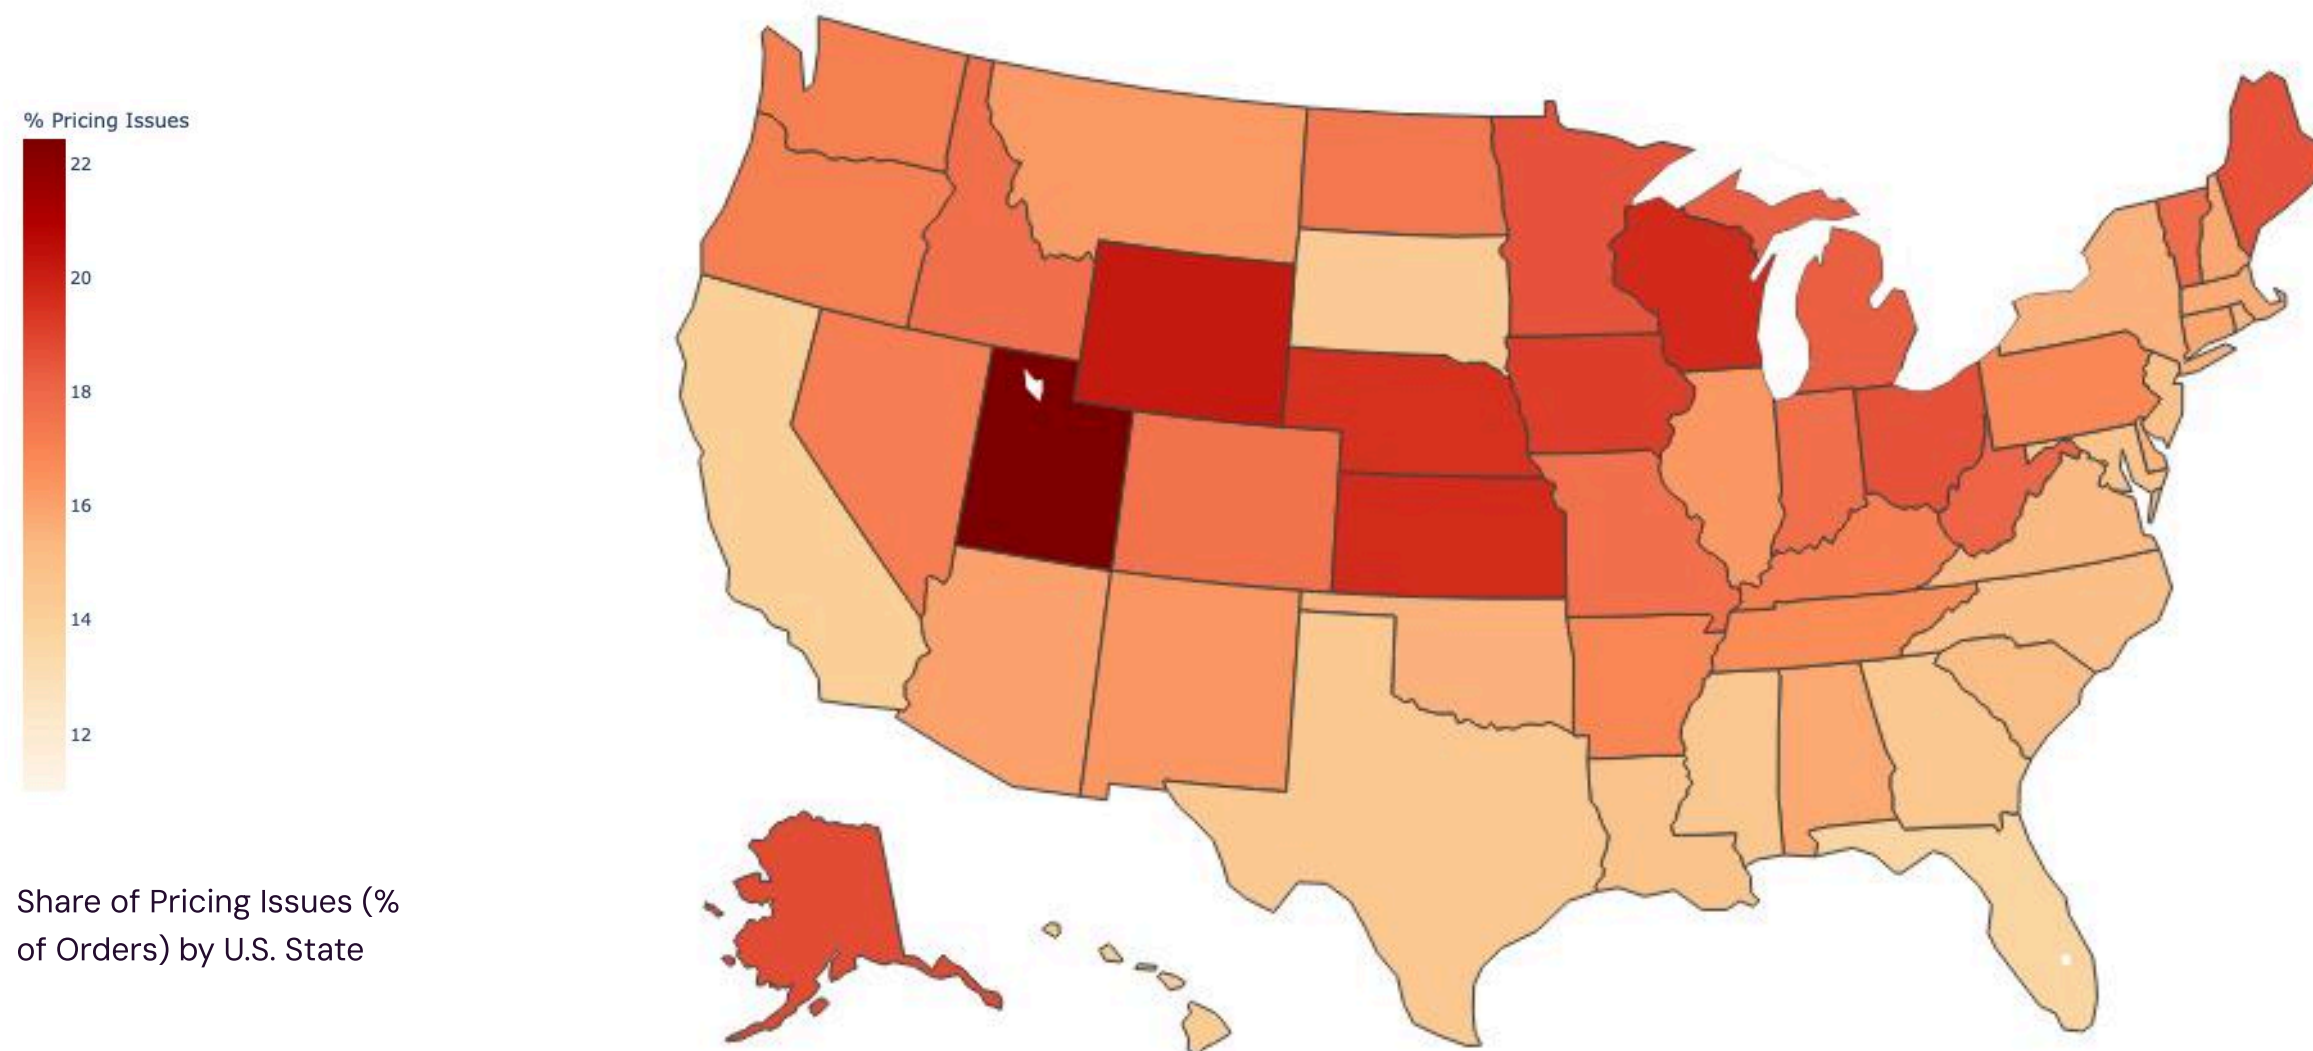 % Pricing Issues
22
20
18
16
14
12
Share of Pricing Issues (%
of Orders) by U.S. State